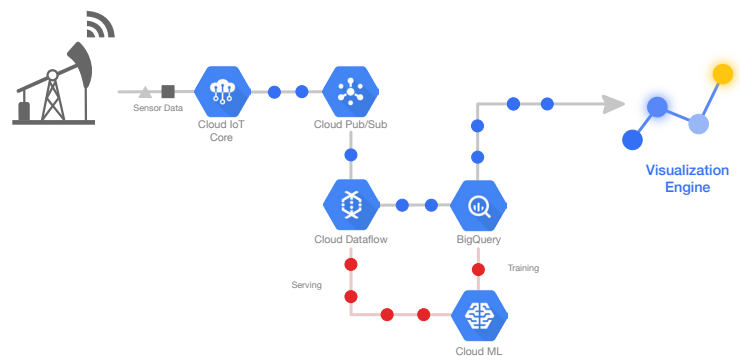 Sensor Data
Cloud IoT
Core
Cloud Pub/Sub
Visualization
Engine
Cloud Dataflow
BigQuery
Serving
Training
Cloud ML